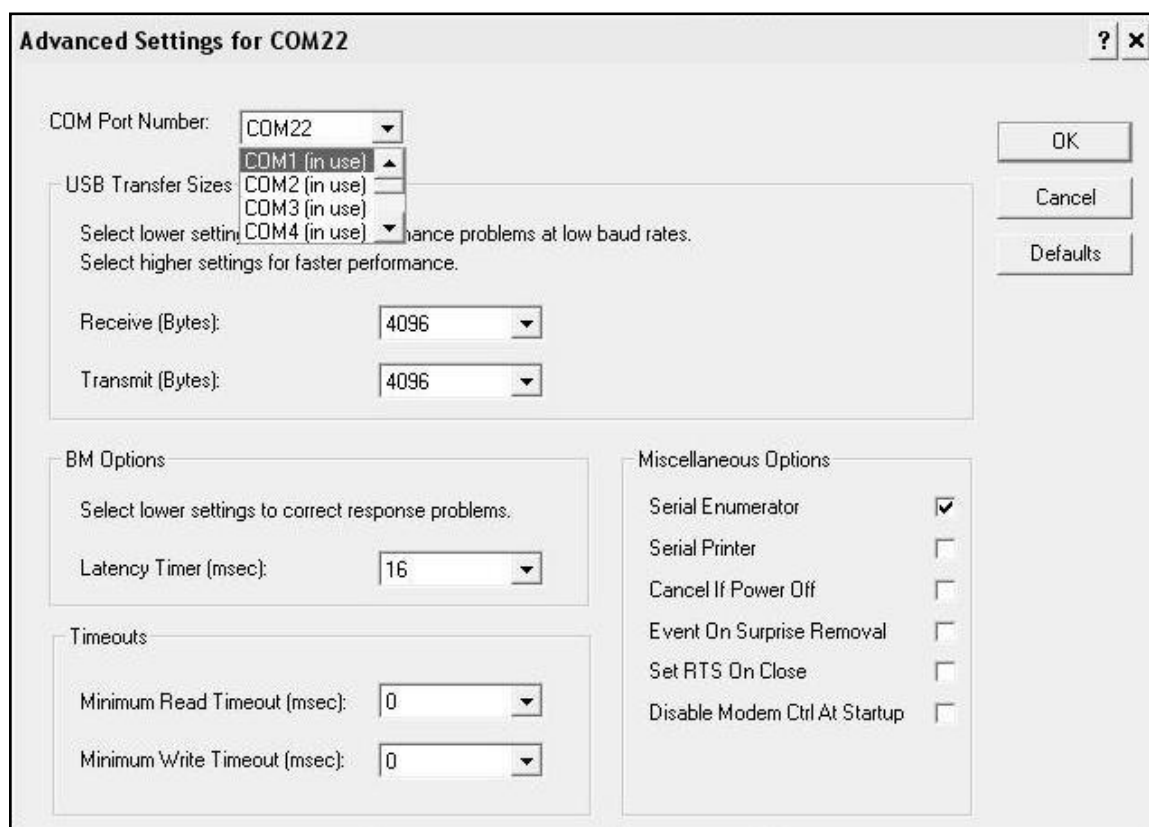 Advanced Settings for COM22
? ×
COM Port Number:
COM22
COM1 (in use)
COM2 (in use)
COM3 (in use)
COM4 (in use)
OK
Cancel
Defaults
USB Transfer Sizes
Select lower mance problems at low baud rates.
Select higher settings for faster performance.
Receive (Bytes): 4096
Transmit (Bytes): 4096
BM Options
Select lower settings to correct response problems.
Latency Timer (msec): 16
Timeouts
Minimum Read Timeout (msec): 0
Minimum Write Timeout (msec): 0
Miscellaneous Options
Serial Enumerator
Serial Printer
Cancel If Power Off
Event On Surprise Removal
Set RTS On Close
Disable Modem Ctrl At Startup